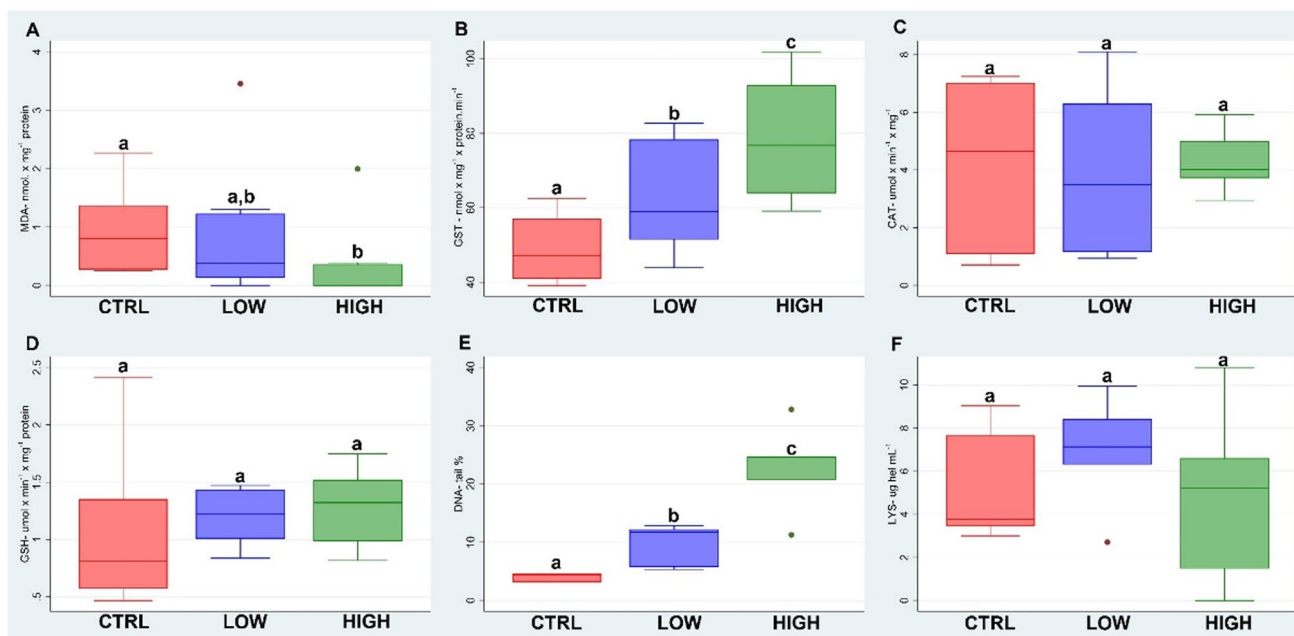 A
MDA- nmol. x mg-1 protein
4
3
2
1
0
a
a,b
b
CTRL LOW HIGH
B
GST - nmol x mg-1 x protein.min-1
100
80
60
40
a
b
c
CTRL LOW HIGH
C
CAT- umol x min-1 x mg-1
8
6
4
2
0
a
a
a
CTRL LOW HIGH
D
GSH- umol x min-1 x mg-1 protein
2.5
2
1.5
1
.5
a
a
a
CTRL LOW HIGH
E
DNA- tail %
40
30
20
10
0
a
b
c
CTRL LOW HIGH
F
LYS- ug hel mL-1
10
8
6
4
2
0
a
a
a
CTRL LOW HIGH